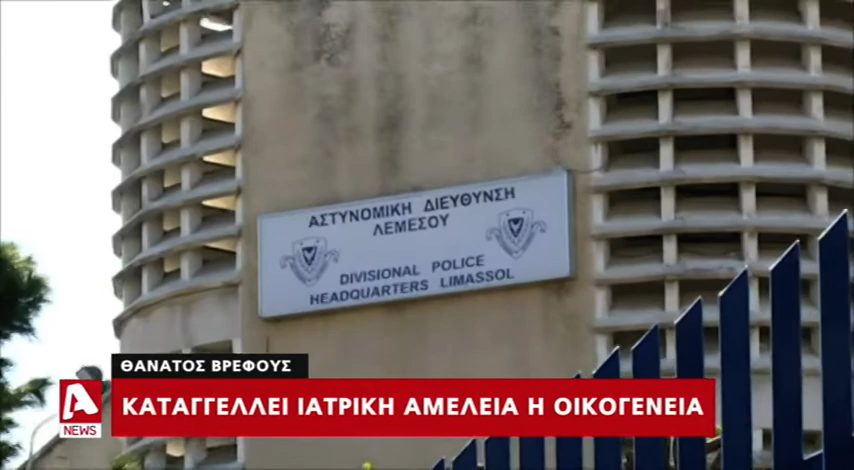 ΑΣΤΥΝΟΜΙΚΗ ΔΙΕΥΘΥΝΣΗ
ΛΕΜΕΣΟΥ
DIVISIONAL POLICE
HEADQUARTERS LIMASSOL
ΘΑΝΑΤΟΣ ΒΡΕΦΟΥΣ
A
NEWS
ΚΑΤΑΓΓΕΛΛΕΙ ΙΑΤΡΙΚΗ ΑΜΕΛΕΙΑ Η ΟΙΚΟΓΕΝΕΙΑ